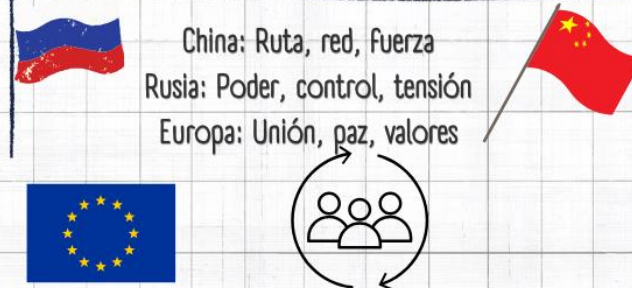 China: Ruta, red, fuerza
Rusia: Poder, control, tensión
Europa: Unión, paz, valores